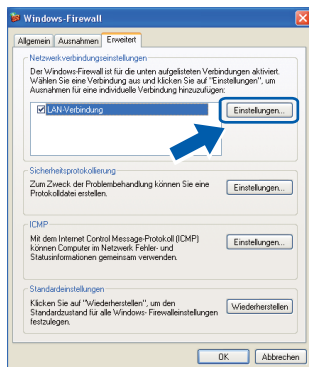 Windows-Firewall
Allgemein Ausnahmen Erweitert
Netzwerkverbindungseinstellungen
Der Windows-Firewall ist für die unten aufgelisteten Verbindungen aktiviert.
Wählen Sie eine Verbindung aus und klicken Sie auf "Einstellungen", um
Ausnahmen für eine individuelle Verbindung hinzuzufügen:
LAN-Verbindung
Einstellungen...
Sicherheitsprotokollierung
Zum Zweck der Problembehandlung können Sie eine
Protokolldatei erstellen.
Einstellungen...
ICMP
Mit dem Internet Control Message-Protokoll (ICMP)
können Computer im Netzwerk Fehler- und
Statusinformationen gemeinsam verwenden.
Einstellungen...
Standardeinstellungen
Klicken Sie auf "Wiederherstellen", um den
Standardzustand für alle Windows- Firewalleinstellungen
festzulegen.
Wiederherstellen
OK Abbrechen